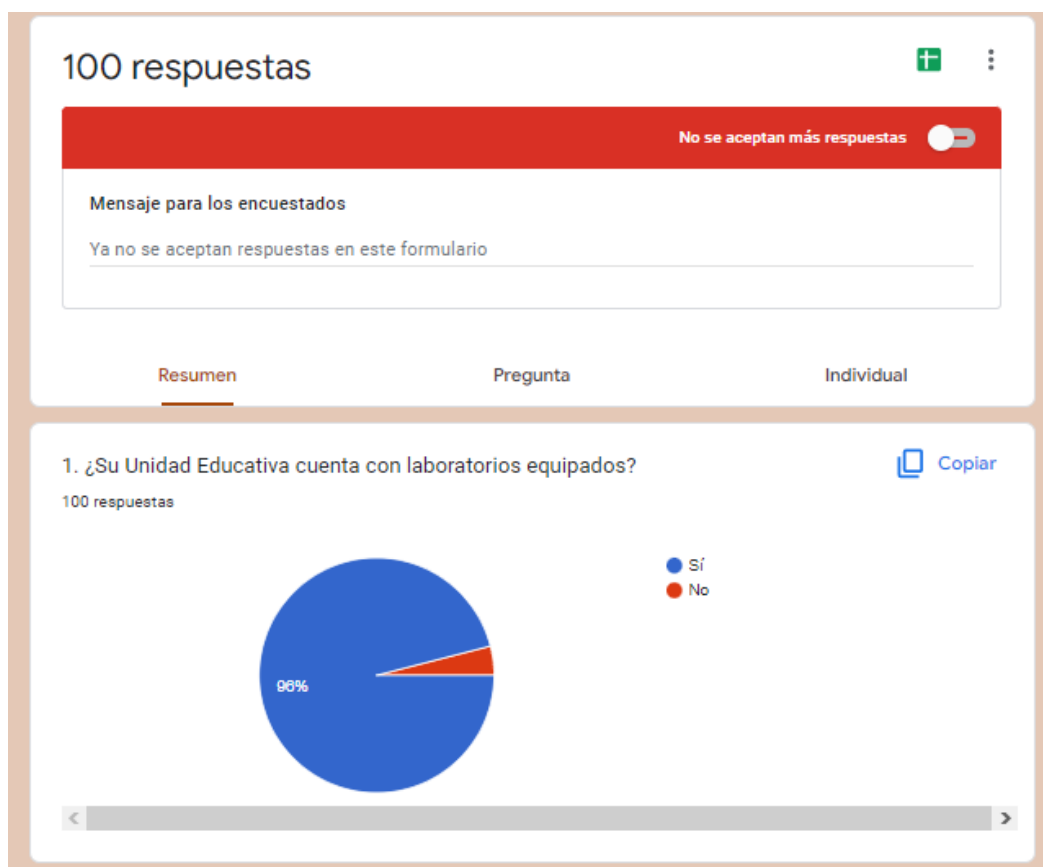 100 respuestas
No se aceptan más respuestas
Mensaje para los encuestados
Ya no se aceptan respuestas en este formulario
Resumen
Pregunta
Individual
1. ¿Su Unidad Educativa cuenta con laboratorios equipados?
Copiar
100 respuestas
Sí
No
96%